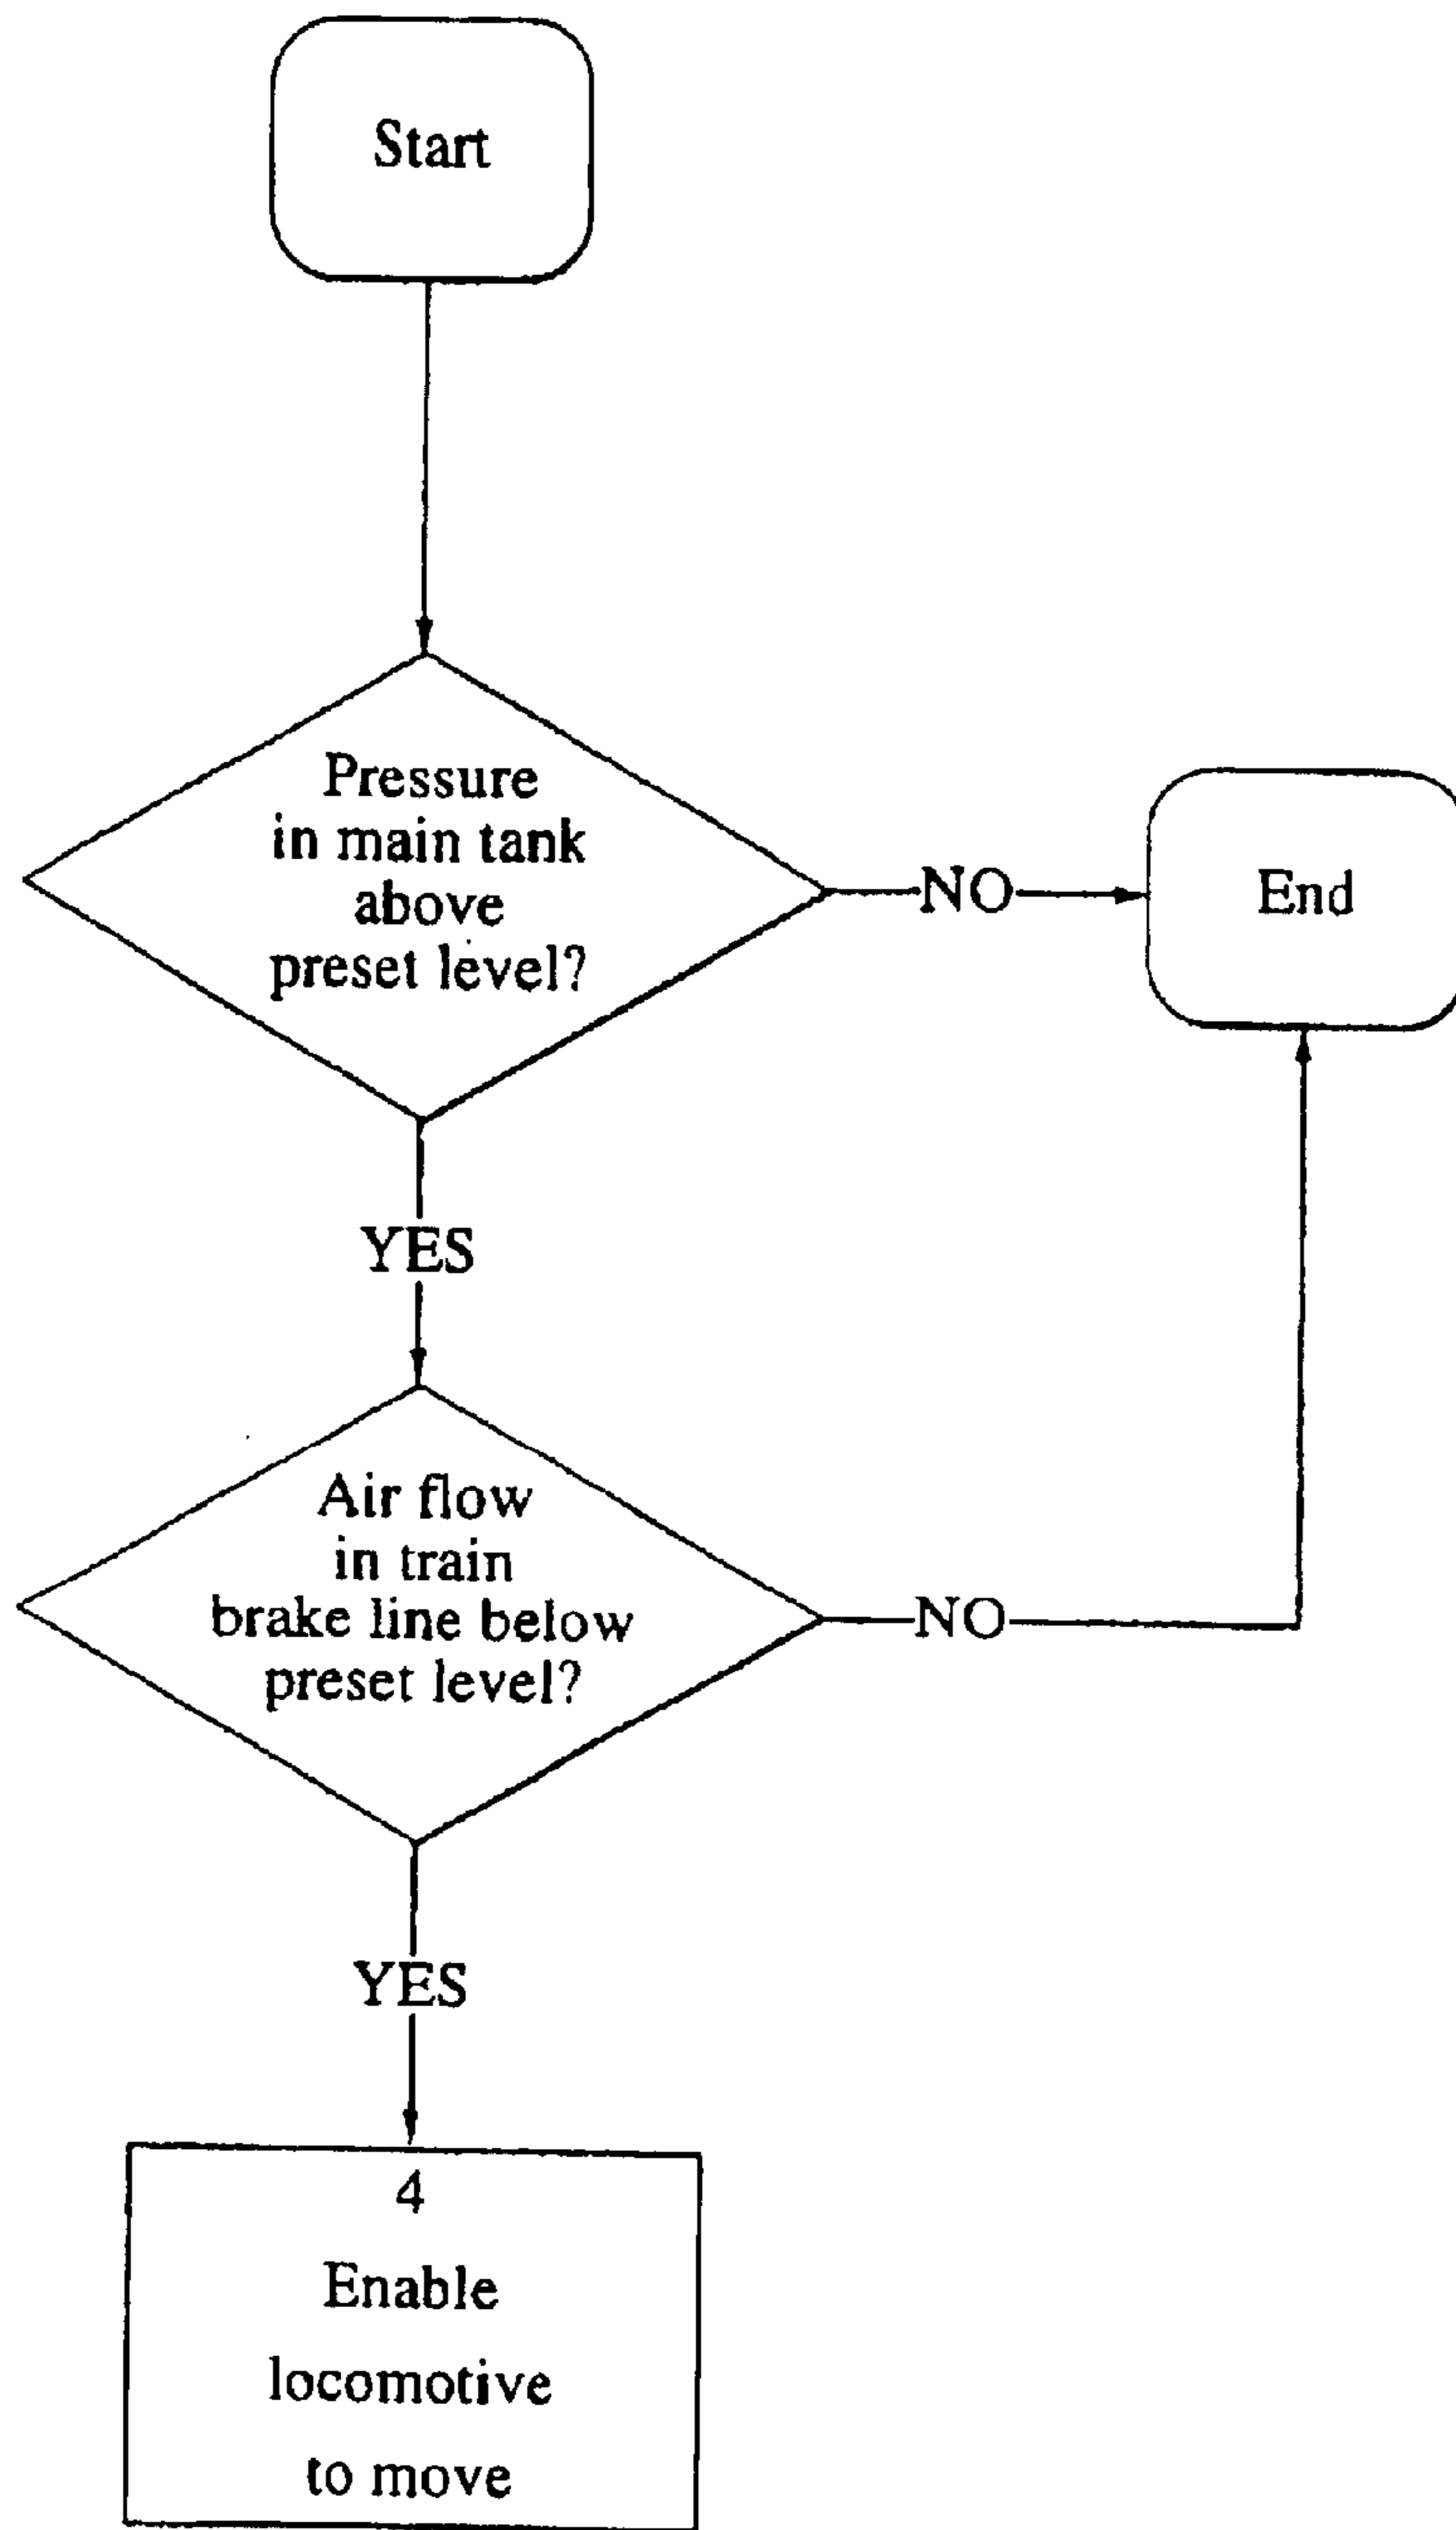 Start
Pressure
in main tank
above
preset level?
NO
End
YES
Air flow
in train
brake line below
preset level?
NO
YES
4
Enable
locomotive
to move